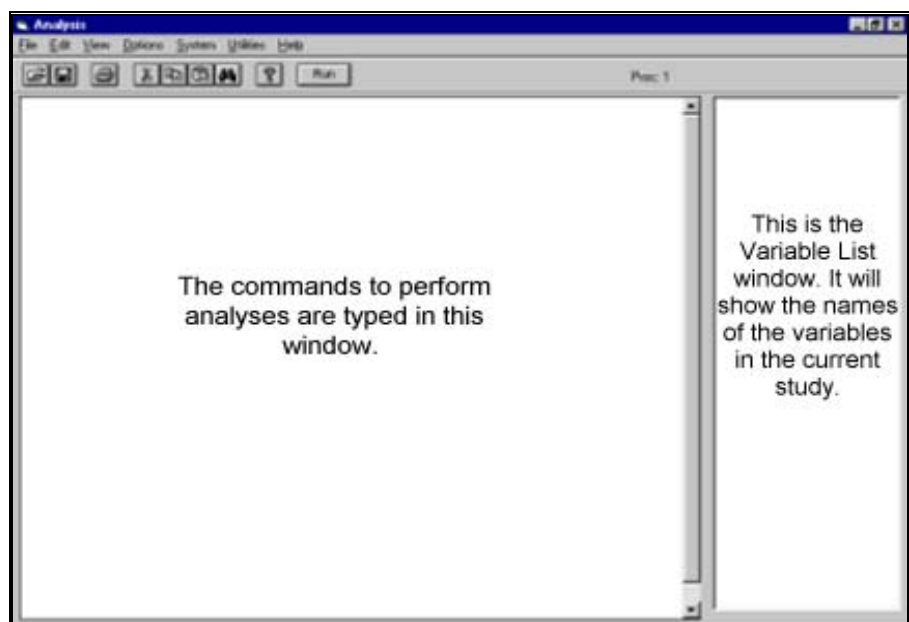 Analysis
File Edit View Options System Utilities Help
Run Proc: 1
The commands to perform
analyses are typed in this
window.
This is the
Variable List
window. It will
show the names
of the variables
in the current
study.